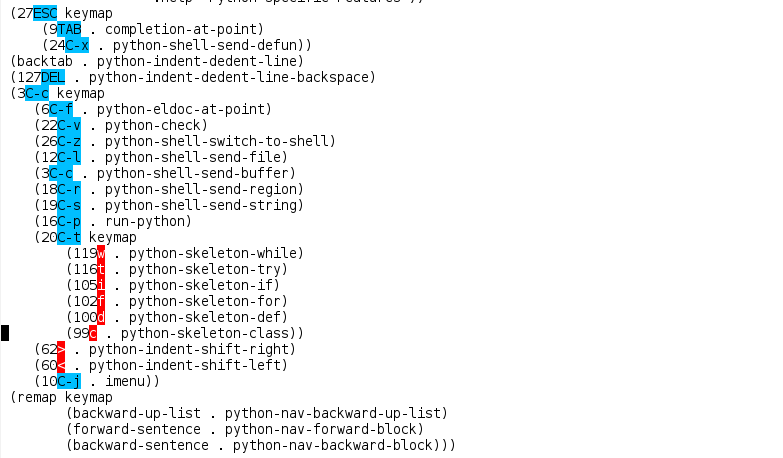 :help "Python-specific Features"))
(27ESC keymap
(9TAB . completion-at-point)
(24C-x . python-shell-send-defun))
(backtab . python-indent-dedent-line)
(127DEL . python-indent-dedent-line-backspace)
(3C-c keymap
(6C-f . python-eldoc-at-point)
(22C-v . python-check)
(26C-z . python-shell-switch-to-shell)
(12C-l . python-shell-send-file)
(3C-c . python-shell-send-buffer)
(18C-r . python-shell-send-region)
(19C-s . python-shell-send-string)
(16C-p . run-python)
(20C-t keymap
(119w . python-skeleton-while)
(116t . python-skeleton-try)
(105i . python-skeleton-if)
(102f . python-skeleton-for)
(100d . python-skeleton-def)
(99c . python-skeleton-class))
(62> . python-indent-shift-right)
(60< . python-indent-shift-left)
(10C-j . imenu))
(remap keymap
(backward-up-list . python-nav-backward-up-list)
(forward-sentence . python-nav-forward-block)
(backward-sentence . python-nav-backward-block)))